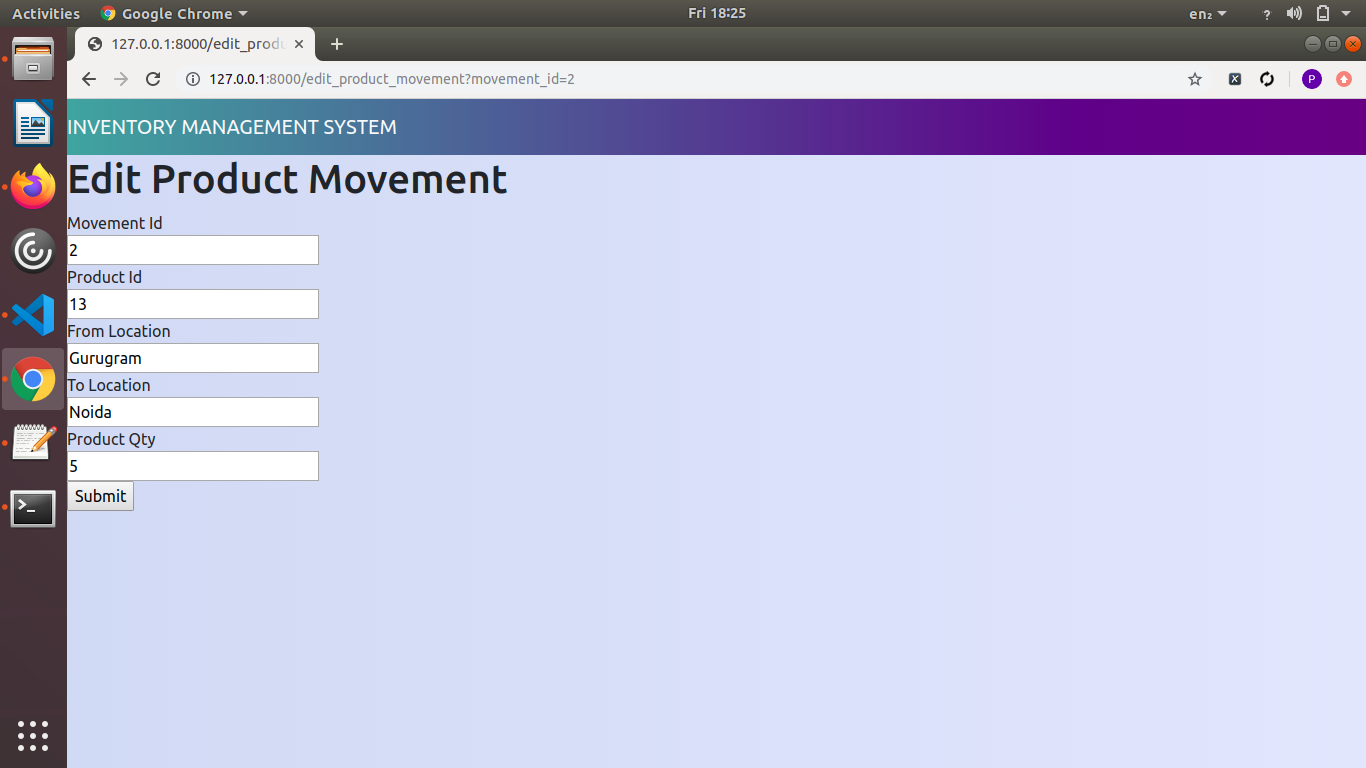 Activities Google Chrome Fri 18:25 en₂ ?
127.0.0.1:8000/edit_prod
127.0.0.1:8000/edit_product_movement?movement_id=2 X P
INVENTORY MANAGEMENT SYSTEM
Edit Product Movement
Movement Id
2
Product Id
13
From Location
Gurugram
To Location
Noida
Product Qty
5
Submit